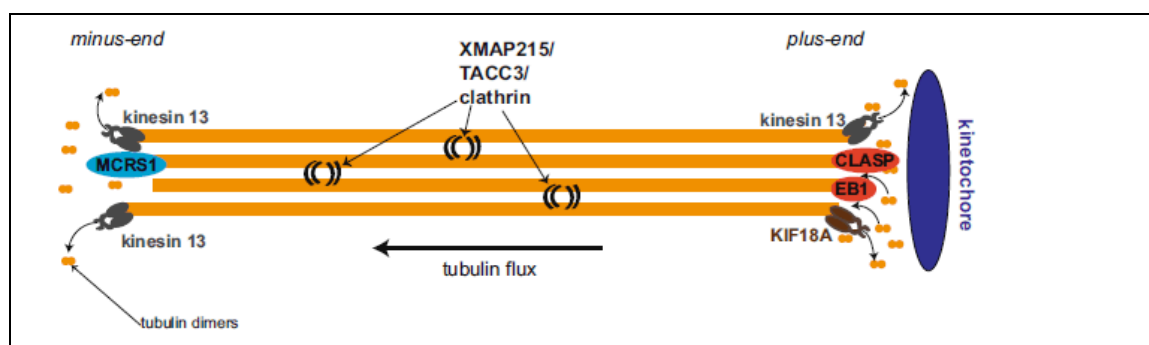 minus-end
plus-end
XMAP215/
TACC3/
clathrin
kinesin 13
kinesin 13
MCRS1
CLASP
EB1
kinesin 13
KIF18A
kinetochore
tubulin flux
tubulin dimers